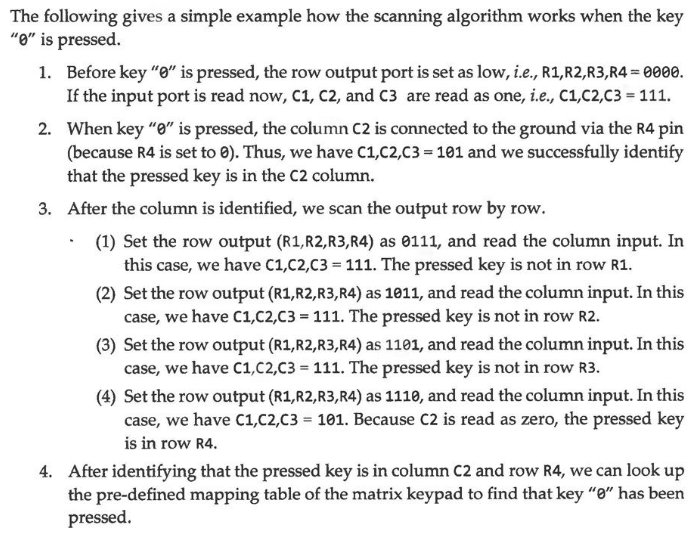 The following gives a simple example how the scanning algorithm works when the key
"0" is pressed.
1. Before key "0" is pressed, the row output port is set as low, i.e., R1,R2,R3,R4 = 0000.
If the input port is read now, C1, C2, and C3 are read as one, i.e., C1,C2,C3 = 111.
2. When key "0" is pressed, the column C2 is connected to the ground via the R4 pin
(because R4 is set to 0). Thus, we have C1,C2,C3 = 101 and we successfully identify
that the pressed key is in the C2 column.
3. After the column is identified, we scan the output row by row.
(1) Set the row output (R1,R2,R3,R4) as 0111, and read the column input. In
this case, we have C1,C2,C3 = 111. The pressed key is not in row R1.
(2) Set the row output (R1,R2,R3,R4) as 1011, and read the column input. In this
case, we have C1,C2,C3 = 111. The pressed key is not in row R2.
(3) Set the row output (R1,R2,R3,R4) as 1101, and read the column input. In this
case, we have C1,C2,C3 = 111. The pressed key is not in row R3.
(4) Set the row output (R1,R2,R3,R4) as 1110, and read the column input. In this
case, we have C1,C2,C3 = 101. Because C2 is read as zero, the pressed key
is in row R4.
4. After identifying that the pressed key is in column C2 and row R4, we can look up
the pre-defined mapping table of the matrix keypad to find that key "0" has been
pressed.